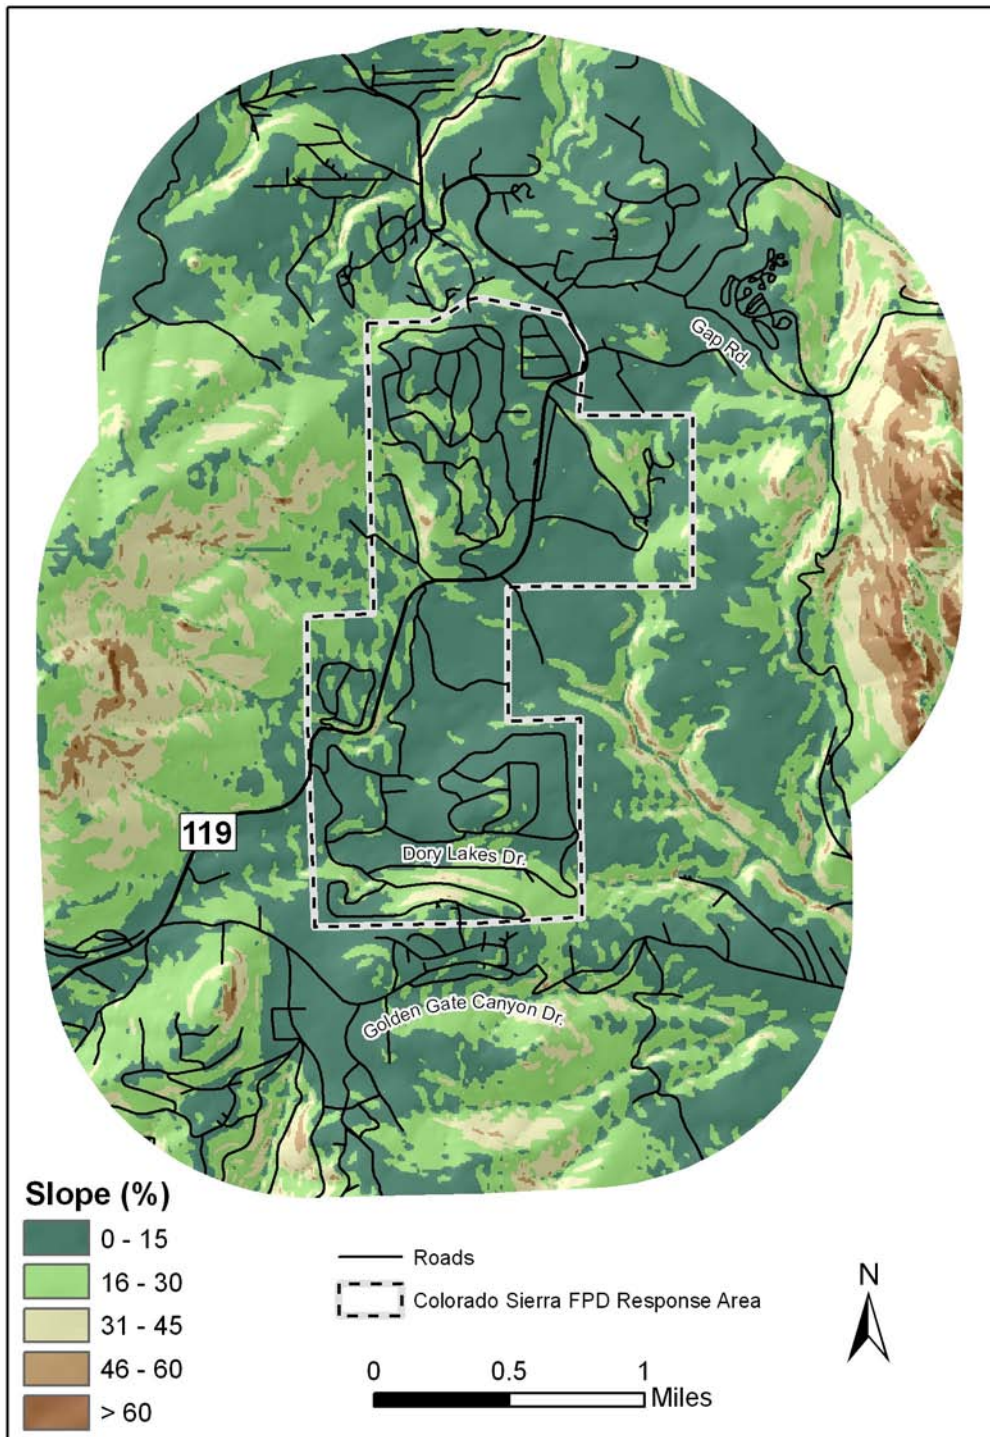 Gap Rd.
119
Dory Lakes Dr.
Golden Gate Canyon Dr.
Slope (%)
0 - 15
16 - 30
31 - 45
46 - 60
> 60
Roads
Colorado Sierra FPD Response Area
0 0.5 1
Miles
N